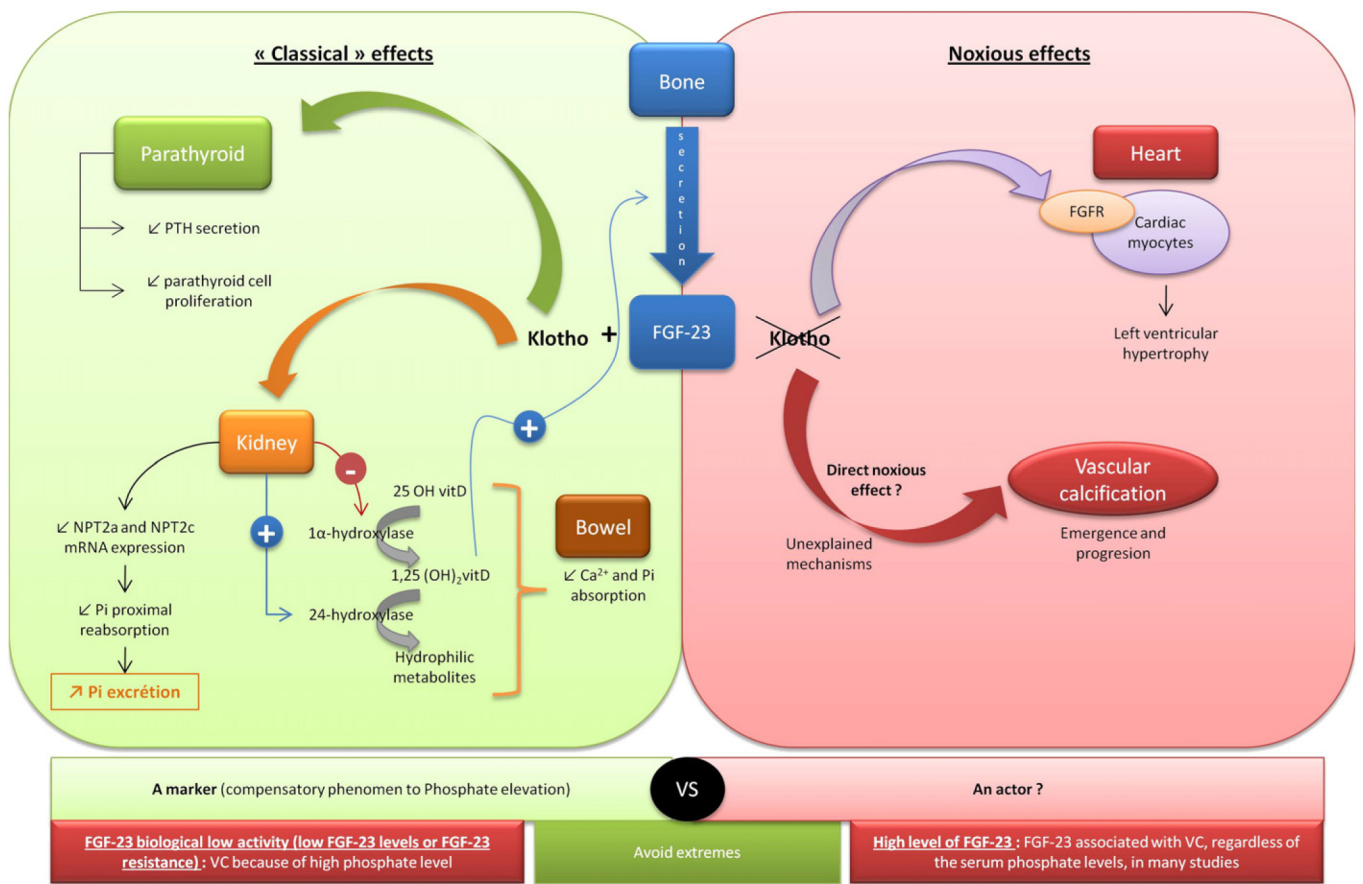 « Classical » effects
Noxious effects
Bone
secretion
FGF-23
Parathyroid
↙ PTH secretion
↙ parathyroid cell
proliferation
Klotho +
Kidney
-
+
+
↙ NPT2a and NPT2c
mRNA expression
↙ Pi proximal
reabsorption
↗ Pi excrétion
25 OH vitD
1α-hydroxylase
1,25 (OH)₂vitD
24-hydroxylase
Hydrophilic
metabolites
Bowel
↙ Ca²⁺ and Pi
absorption
Klotho
Heart
FGFR
Cardiac
myocytes
Left ventricular
hypertrophy
Direct noxious
effect ?
Unexplained
mechanisms
Vascular
calcification
Emergence and
progresion
A marker (compensatory phenomen to Phosphate elevation)
VS
An actor ?
FGF-23 biological low activity (low FGF-23 levels or FGF-23
resistance) : VC because of high phosphate level
Avoid extremes
High level of FGF-23 : FGF-23 associated with VC, regardless of
the serum phosphate levels, in many studies